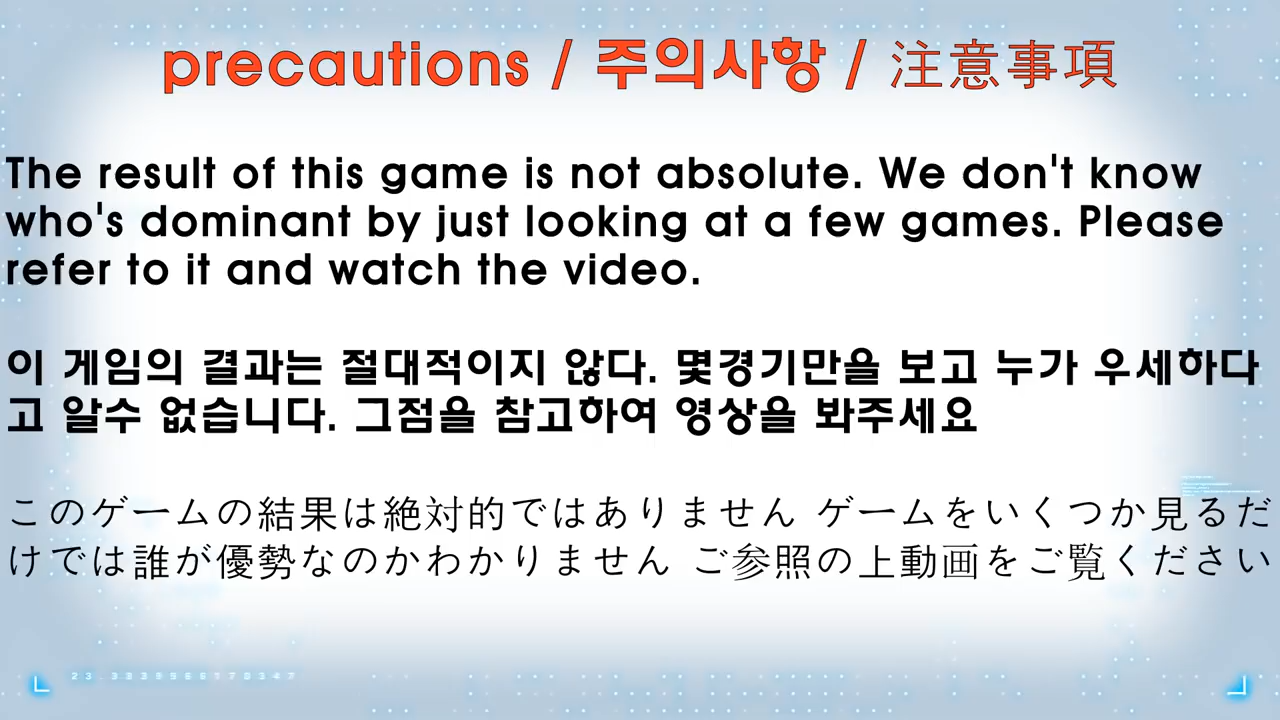 precautions / 주의사항 / 注意事項
The result of this game is not absolute. We don't know
who's dominant by just looking at a few games. Please
refer to it and watch the video.
이 게임의 결과는 절대적이지 않다. 몇경기만을 보고 누가 우세하다
고 알수 없습니다. 그점을 참고하여 영상을 봐주세요
このゲームの結果は絶対的ではありません ゲームをいくつか見るだ
けでは誰が優勢なのかわかりません ご参照の上動画をご覧ください